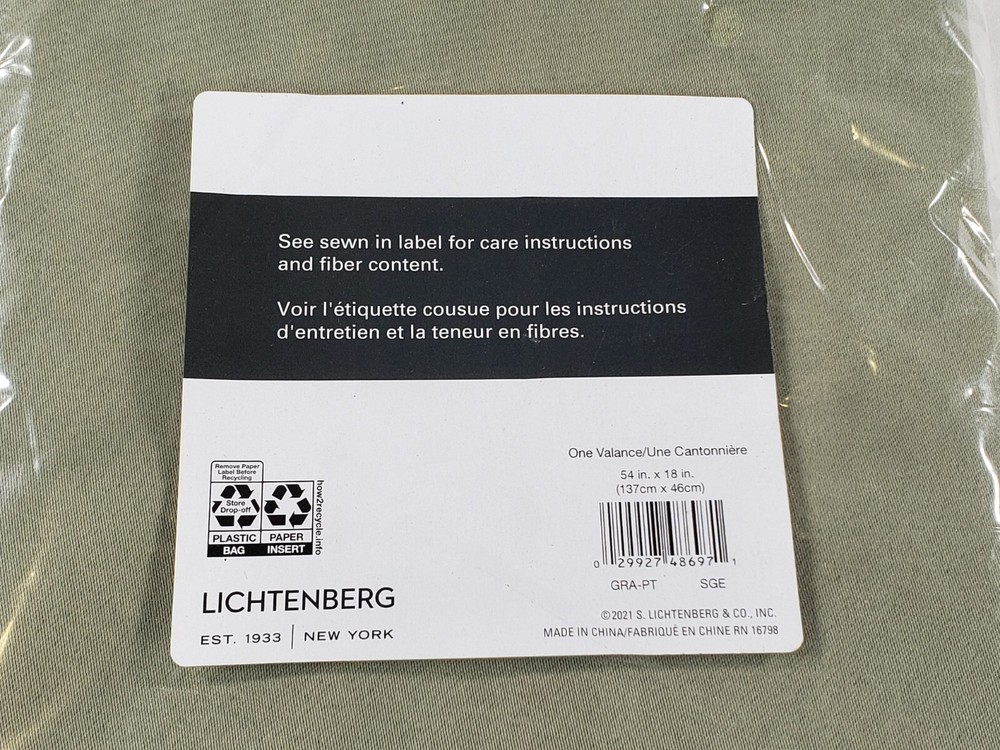 See sewn in label for care instructions
and fiber content.
Voir l'étiquette cousue pour les instructions
d'entretien et la teneur en fibres.
Remove Paper
Label Before
Recycling
Store
Drop-off
PLASTIC
BAG
PAPER
INSERT
how2recycle.info
LICHTENBERG
EST. 1933 | NEW YORK
One Valance/Une Cantonnière
54 in. x 18 in.
(137cm x 46cm)
0 29927 48697 1
GRA-PT SGE
©2021 S. LICHTENBERG & CO., INC.
MADE IN CHINA/FABRIQUÉ EN CHINE RN 16798